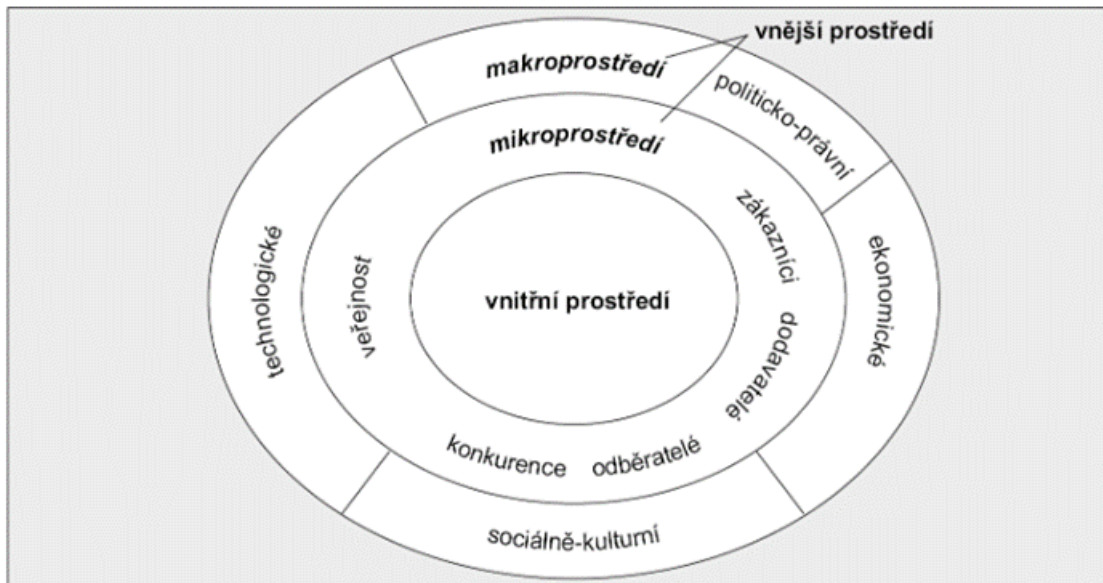 vnější prostředí
makroprostředí
politicko-právní
mikroprostředí
zákazníci
ekonomické
technologické
veřejnost
vnitřní prostředí
dodavatelé
konkurence
odběratelé
sociálně-kulturní